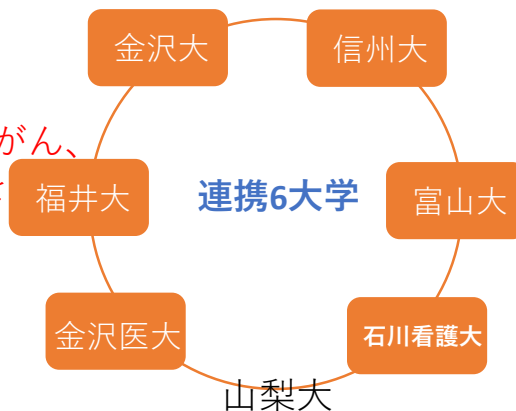 金沢大
信州大
がん、
福井大
連携6大学
富山大
金沢医大
石川看護大
山梨大